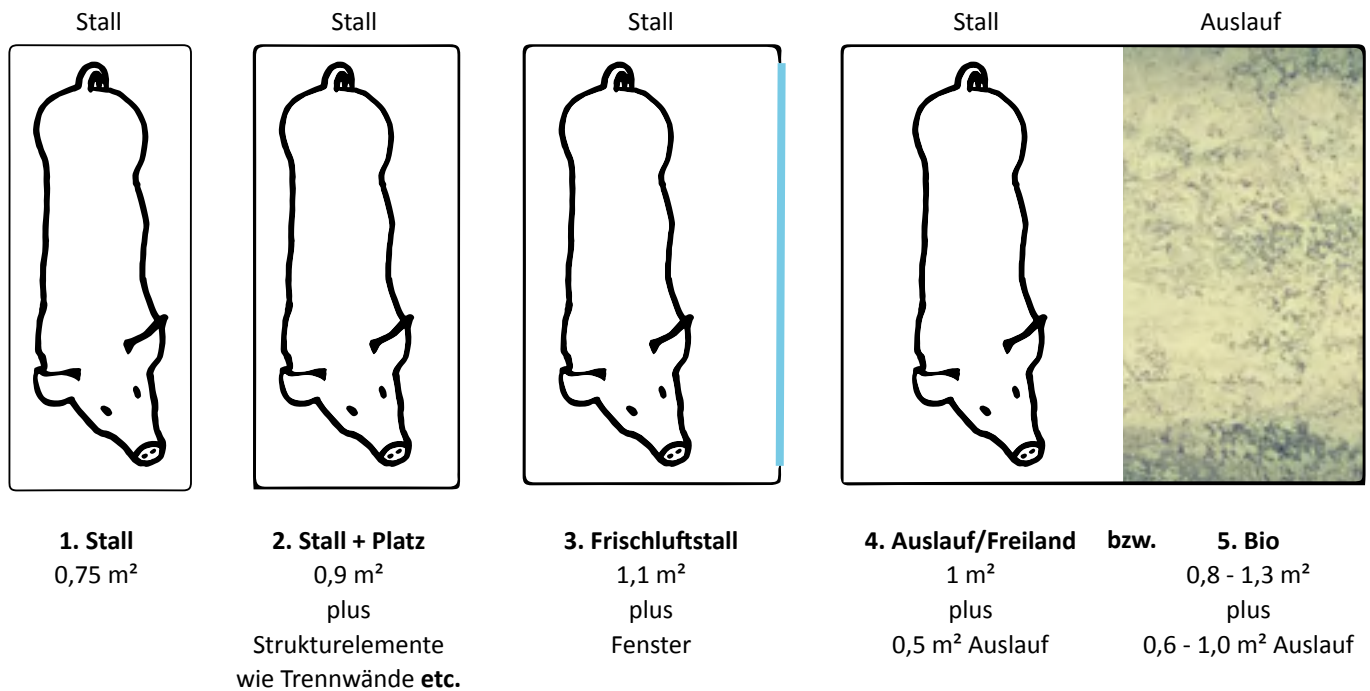 Stall
Stall
Stall
Stall
Auslauf
1. Stall
0,75 m²
2. Stall + Platz
0,9 m²
plus
Strukturelemente
wie Trennwände etc.
3. Frischluftstall
1,1 m²
plus
Fenster
4. Auslauf/Freiland
1 m²
plus
0,5 m² Auslauf
bzw.
5. Bio
0,8 - 1,3 m²
plus
0,6 - 1,0 m² Auslauf